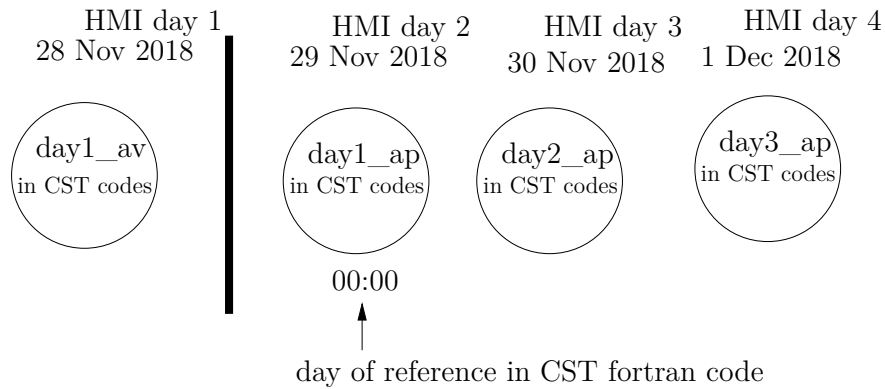 HMI day 1
28 Nov 2018
HMI day 2
29 Nov 2018
HMI day 3
30 Nov 2018
HMI day 4
1 Dec 2018
day1_av
in CST codes
day1_ap
in CST codes
day2_ap
in CST codes
day3_ap
in CST codes
00:00
day of reference in CST fortran code